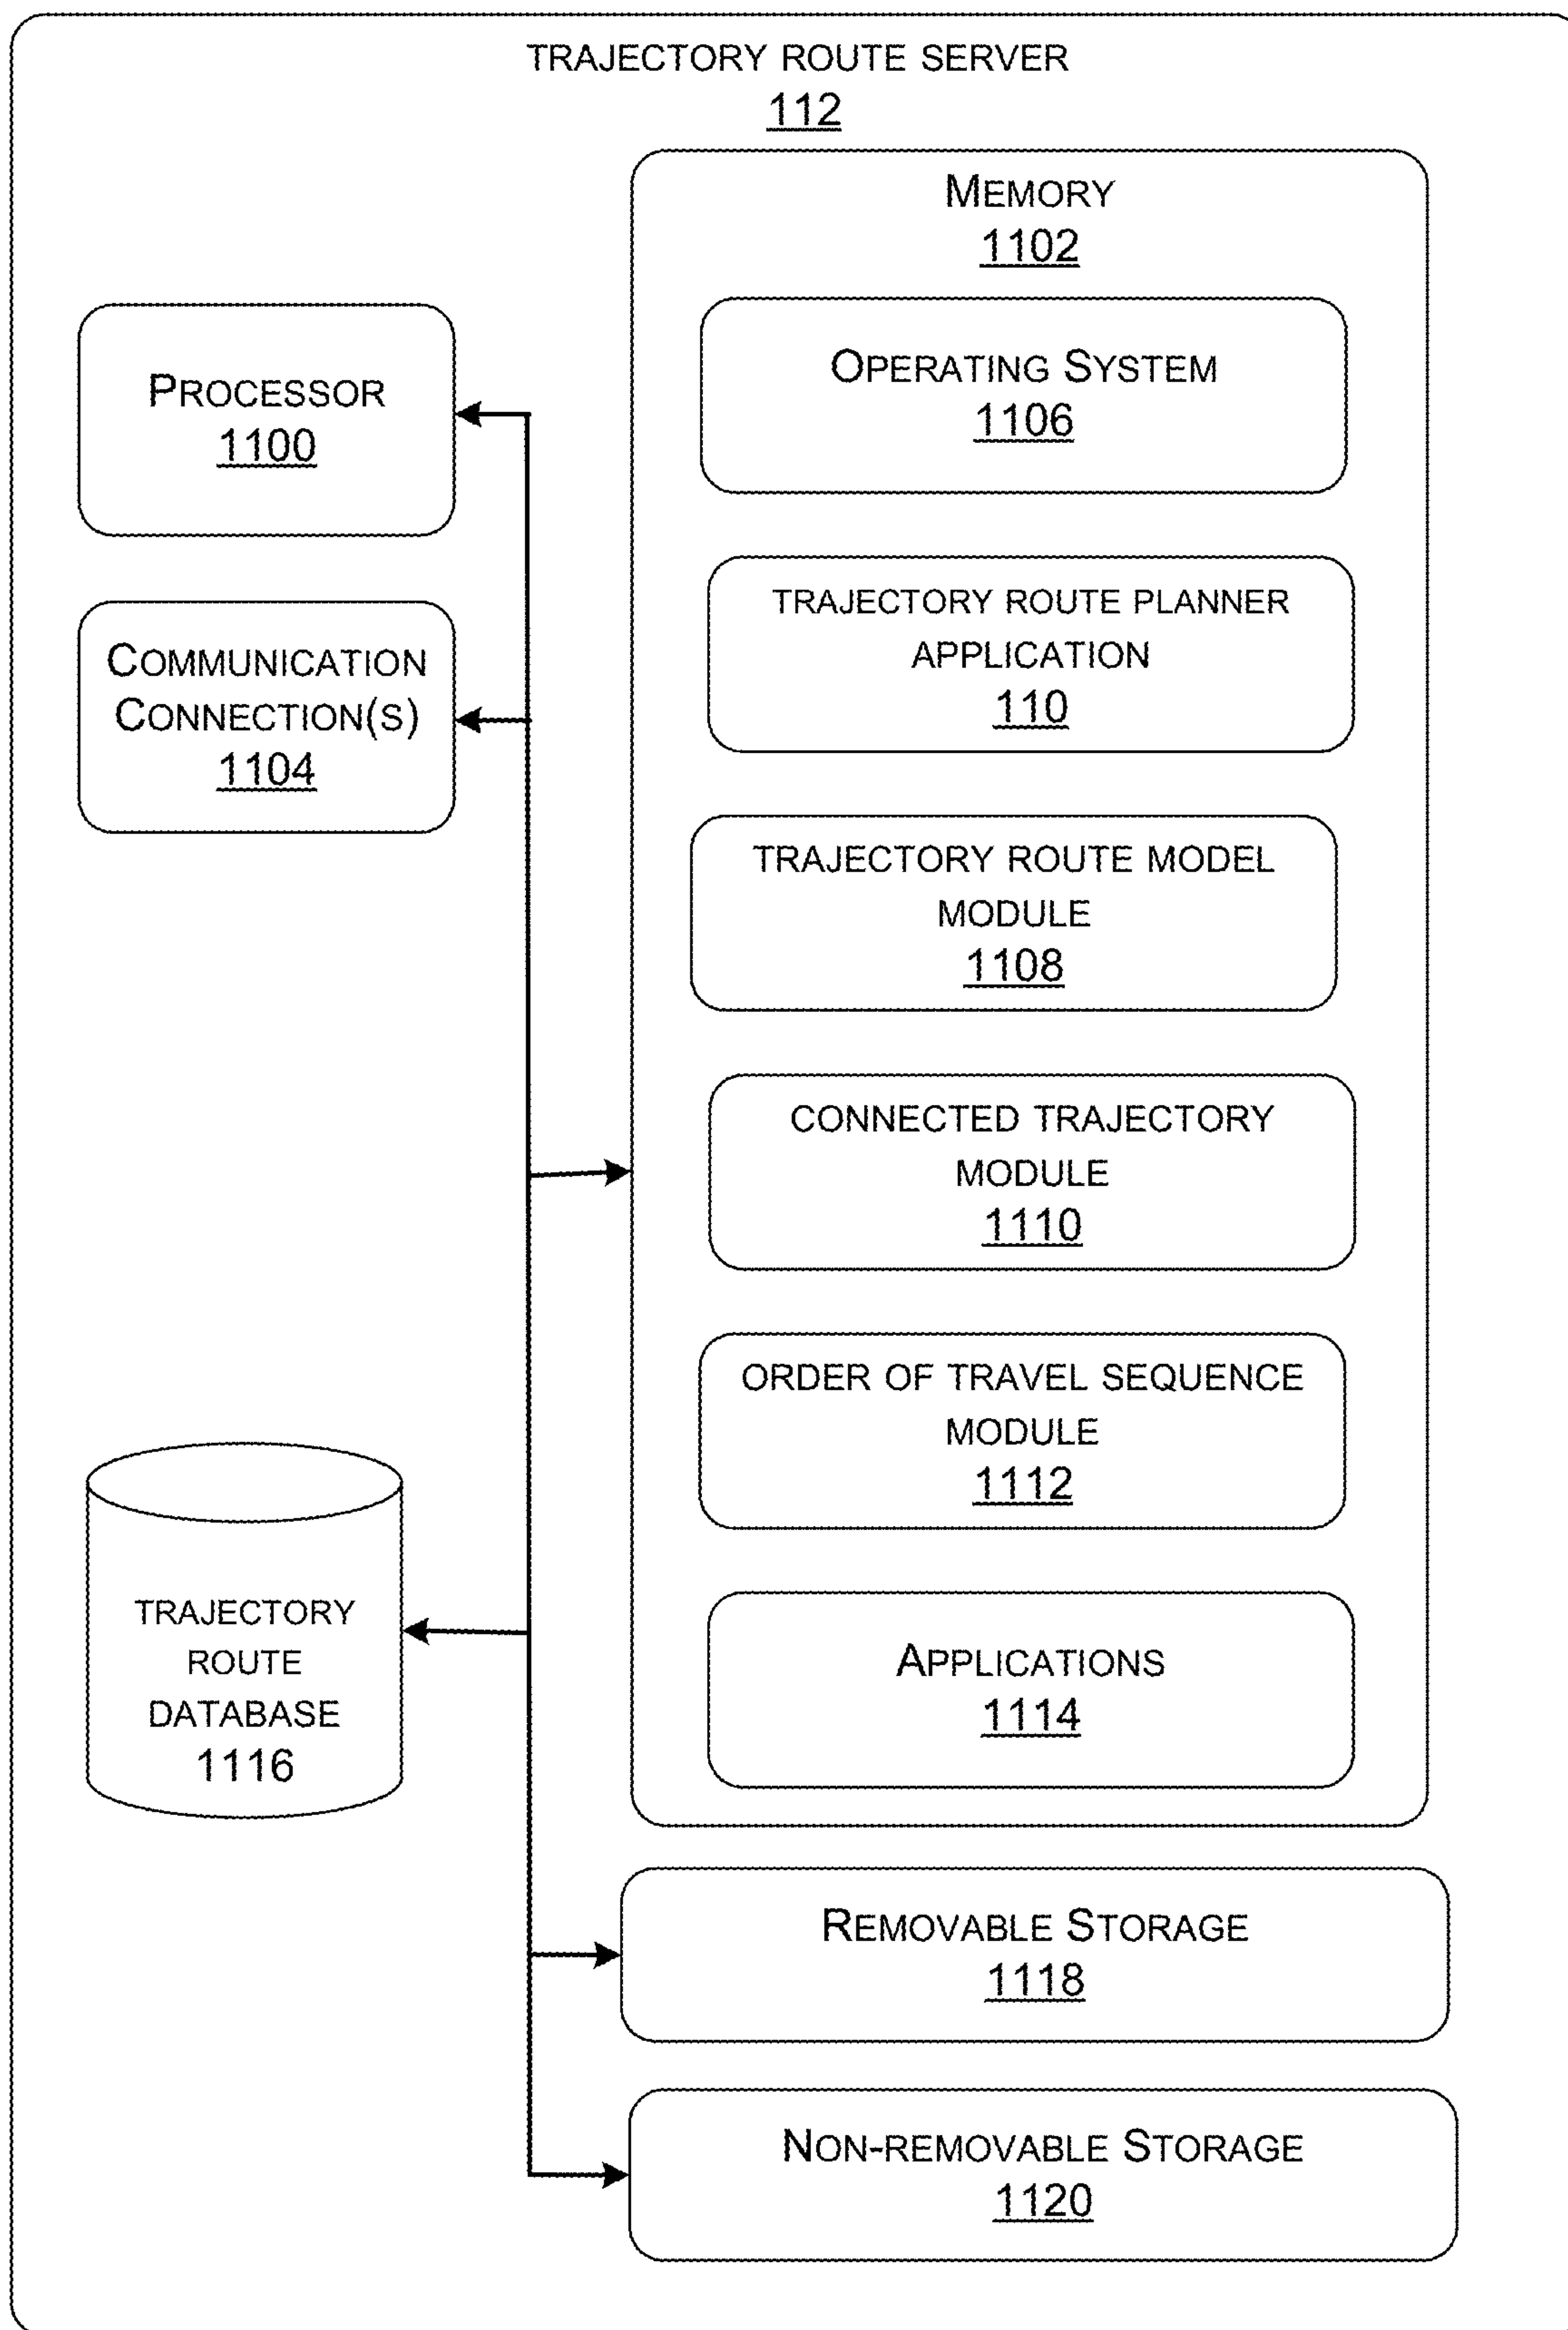 TRAJECTORY ROUTE SERVER
112
MEMORY
1102
OPERATING SYSTEM
1106
TRAJECTORY ROUTE PLANNER
APPLICATION
110
TRAJECTORY ROUTE MODEL
MODULE
1108
CONNECTED TRAJECTORY
MODULE
1110
ORDER OF TRAVEL SEQUENCE
MODULE
1112
APPLICATIONS
1114
PROCESSOR
1100
COMMUNICATION
CONNECTION(S)
1104
TRAJECTORY
ROUTE
DATABASE
1116
REMOVABLE STORAGE
1118
NON-REMOVABLE STORAGE
1120